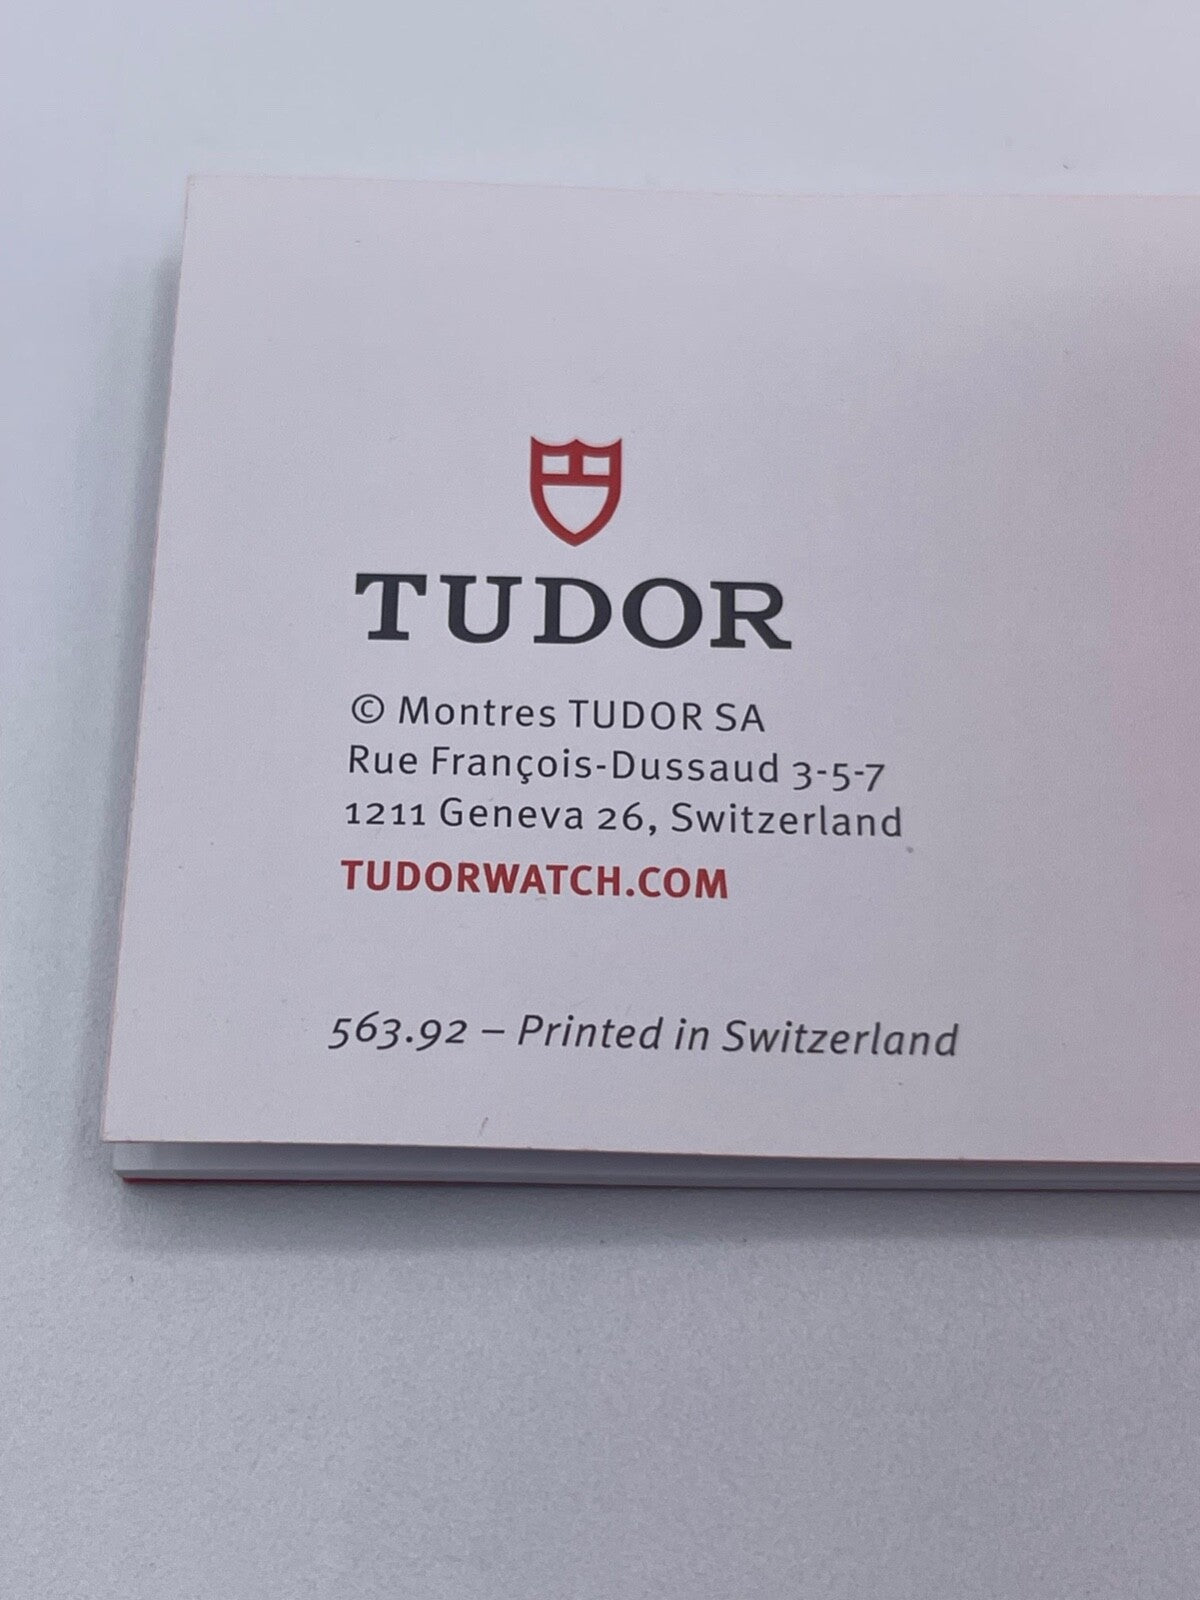 TUDOR
© Montres TUDOR SA
Rue François-Dussaud 3-5-7
1211 Geneva 26, Switzerland
TUDORWATCH.COM
563.92 – Printed in Switzerland